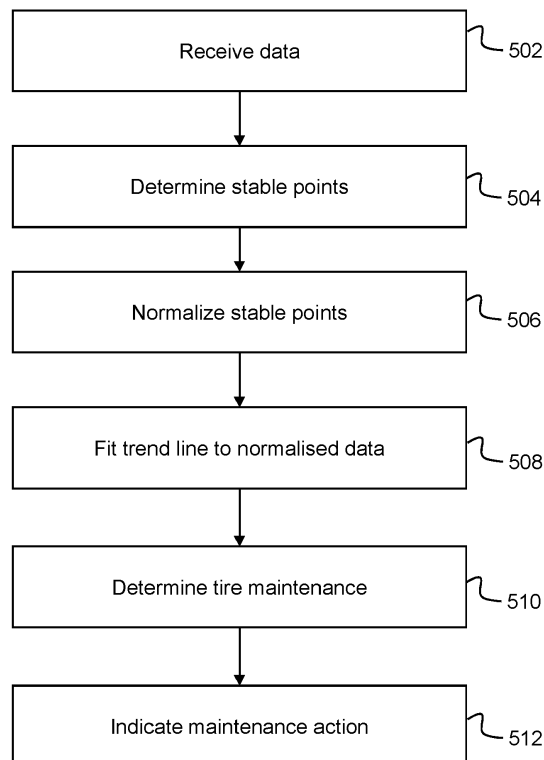 Receive data
502
Determine stable points
504
Normalize stable points
506
Fit trend line to normalised data
508
Determine tire maintenance
510
Indicate maintenance action
512